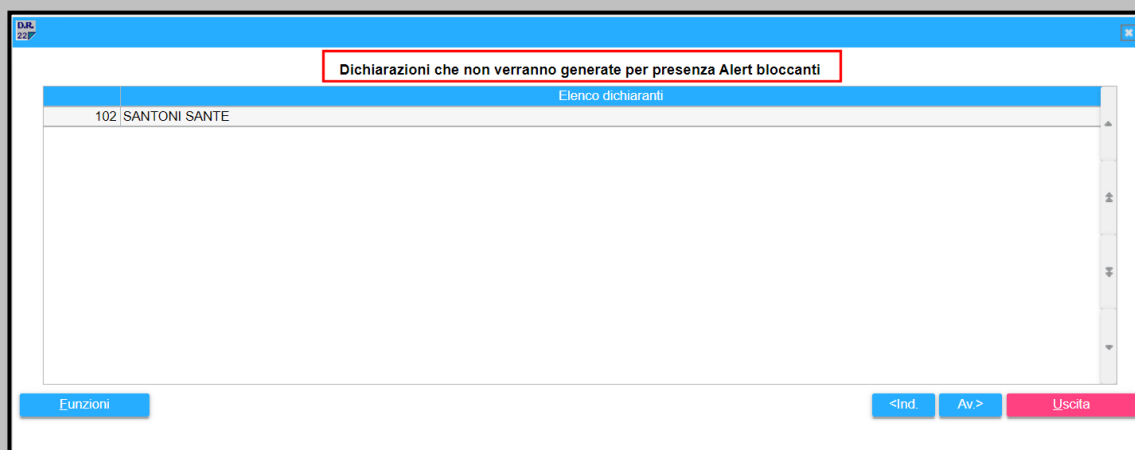 D.R.
22
Dichiarazioni che non verranno generate per presenza Alert bloccanti
Elenco dichiaranti
102 SANTONI SANTE
Funzioni
<Ind.
Av.>
Uscita